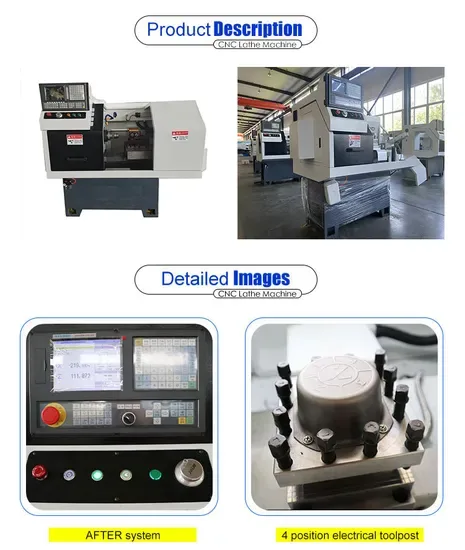 Product Description
CNC Lathe Machine
Detailed Images
CNC Lathe Machine
AFTER system
4 position electrical toolpost